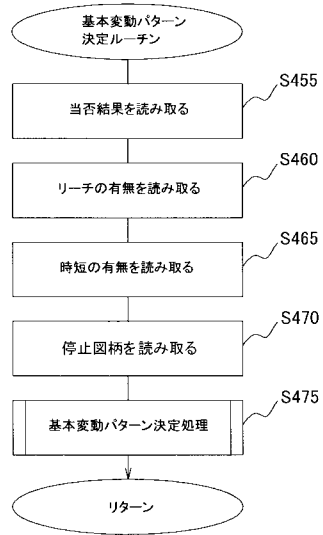 基本変動パターン
決定ルーチン
S455
当否結果を読み取る
S460
リーチの有無を読み取る
S465
時短の有無を読み取る
S470
停止図柄を読み取る
S475
基本変動パターン決定処理
リターン